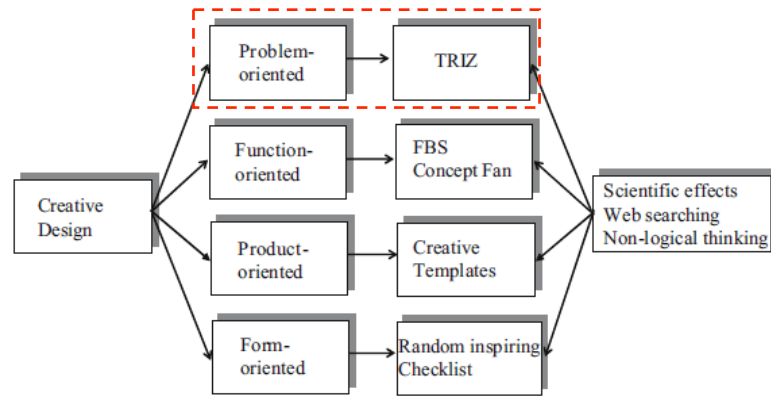 Problem-
oriented
TRIZ
Function-
oriented
FBS
Concept Fan
Creative
Design
Scientific effects
Web searching
Non-logical thinking
Product-
oriented
Creative
Templates
Form-
oriented
Random inspiring
Checklist